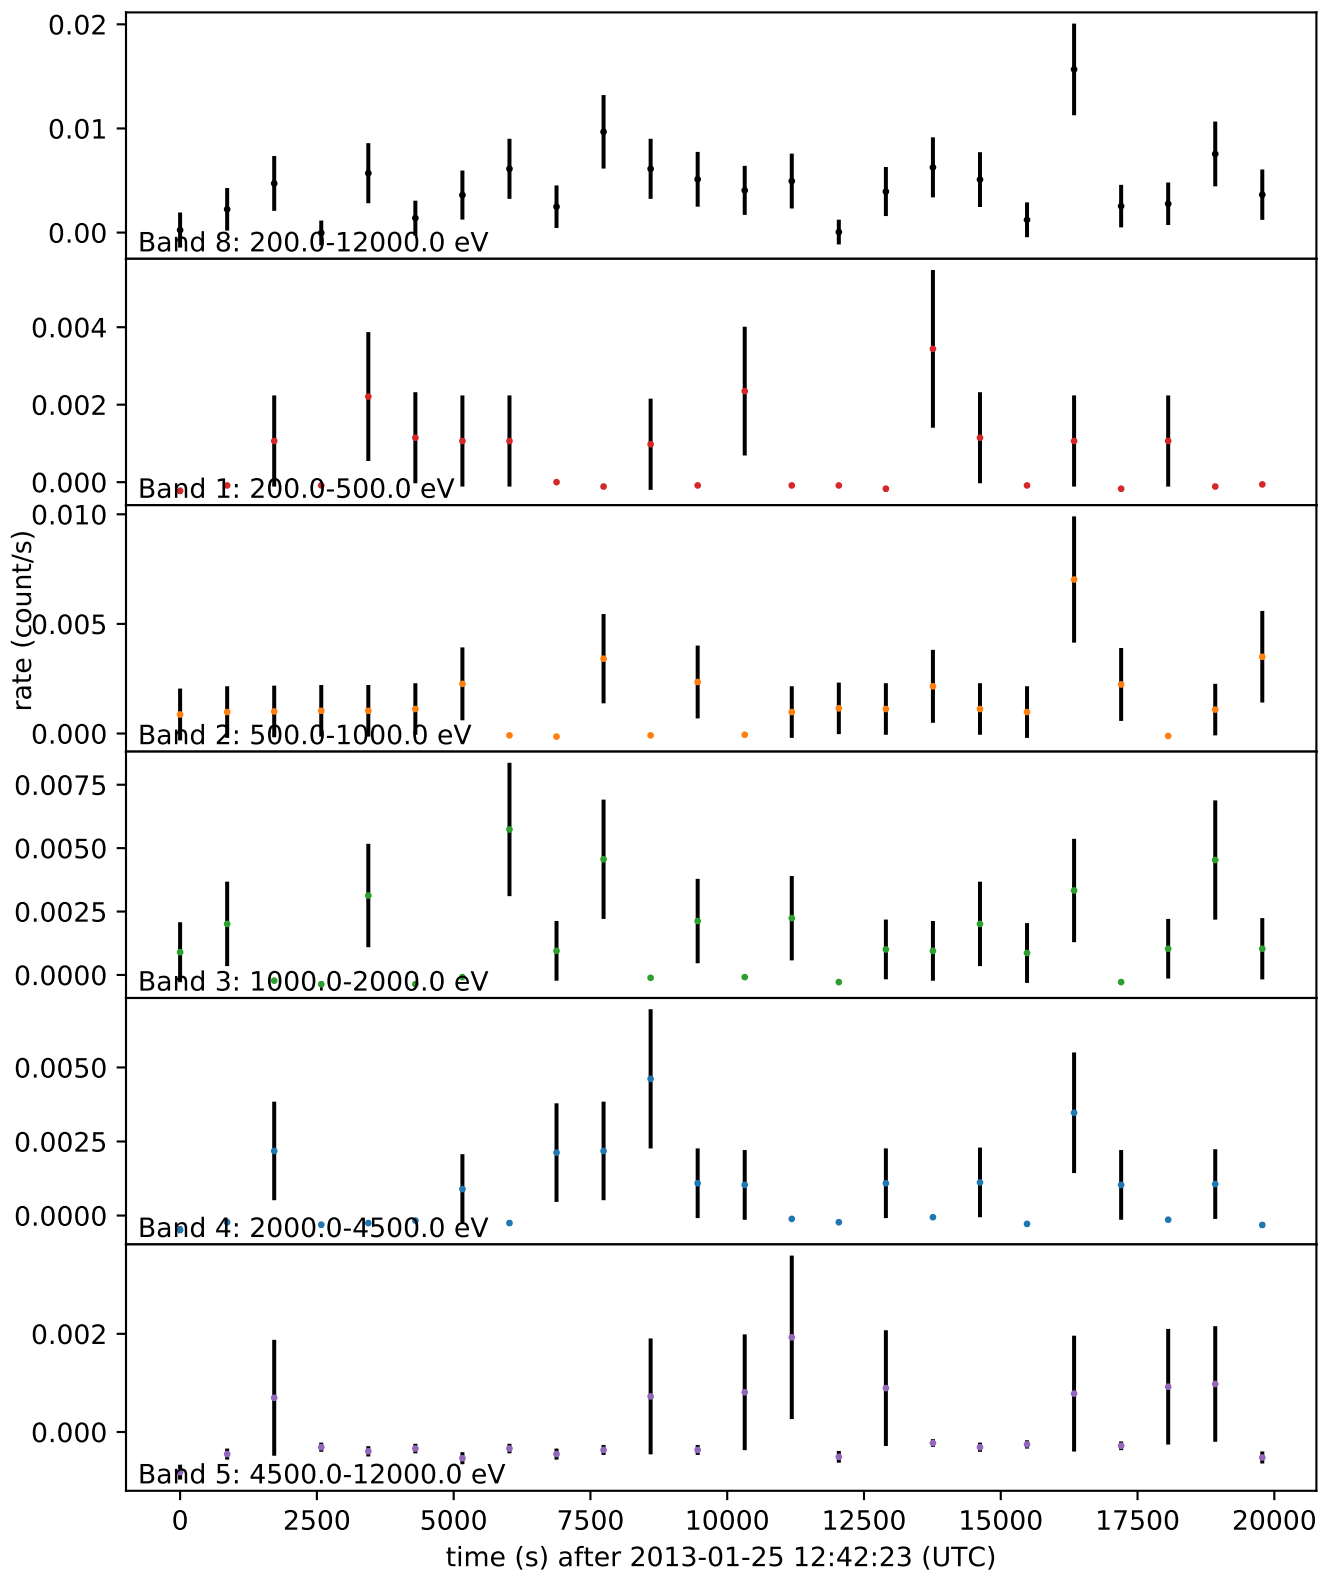 0.02
0.01
0.00
Band 8: 200.0-12000.0 eV
0.004
0.002
0.000
Band 1: 200.0-500.0 eV
0.010
0.005
0.000
Band 2: 500.0-1000.0 eV
rate (count/s)
0.0075
0.0050
0.0025
0.0000
Band 3: 1000.0-2000.0 eV
0.0050
0.0025
0.0000
Band 4: 2000.0-4500.0 eV
0.002
0.000
Band 5: 4500.0-12000.0 eV
0 2500 5000 7500 10000 12500 15000 17500 20000
time (s) after 2013-01-25 12:42:23 (UTC)